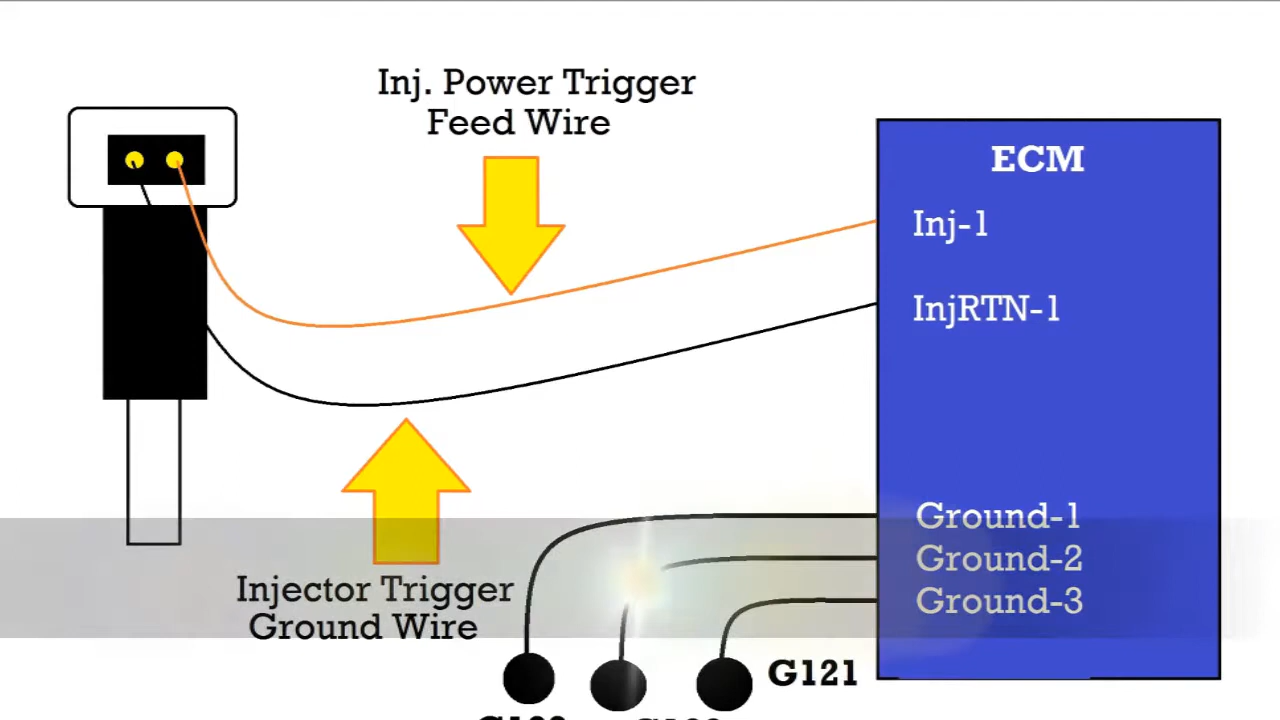 Inj. Power Trigger
Feed Wire
ECM
Inj-1
InjRTN-1
Ground-1
Ground-2
Ground-3
Injector Trigger
Ground Wire
G121